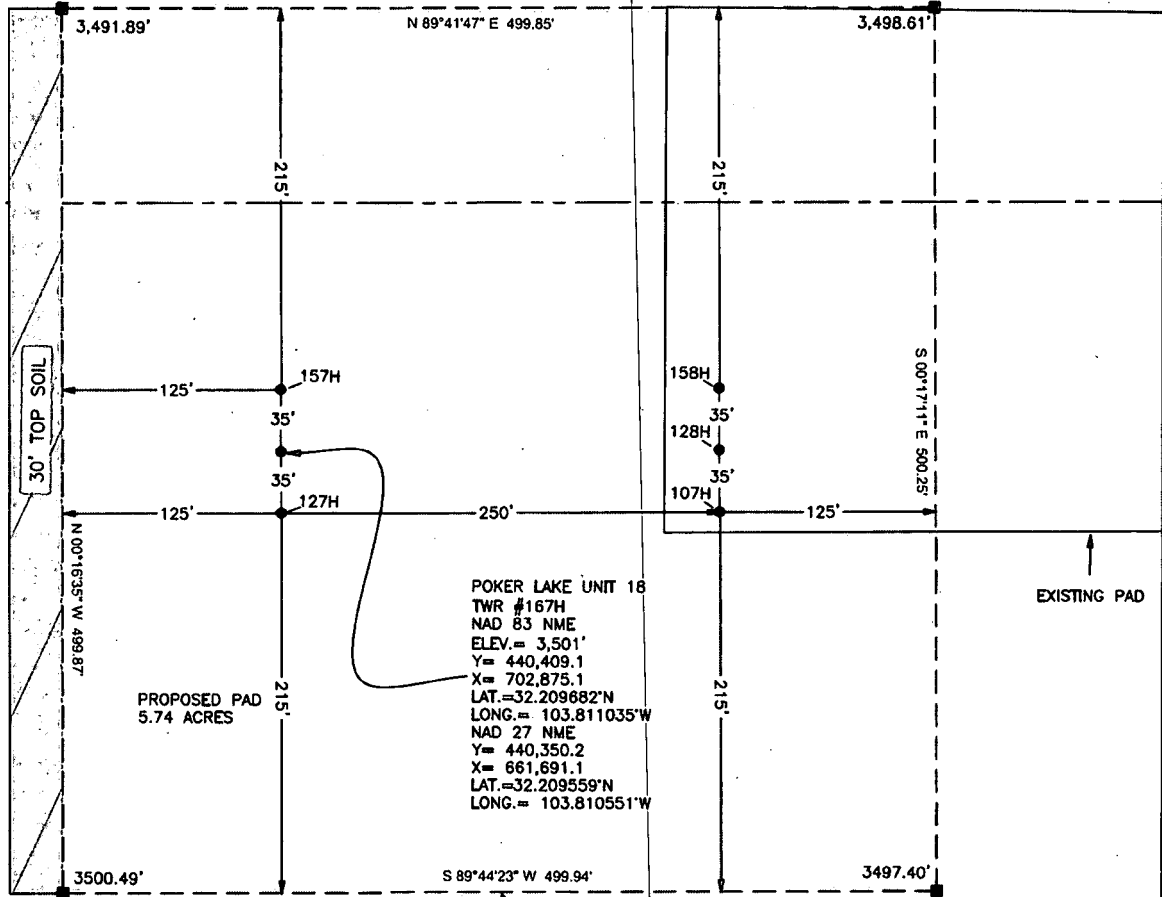 3,491.89'
N 89°41'47" E 499.85'
3,498.61'
215'
215'
157H
158H
125'
35'
35'
128H
S 00°17'11" E 500.25'
30' TOP SOIL
35'
35'
127H
107H
125'
250'
125'
N 00°16'35" W 499.87'
EXISTING PAD
POKER LAKE UNIT 18
TWR #167H
NAD 83 NME
ELEV.= 3,501'
Y= 440,409.1
X= 702,875.1
LAT.=32.209682°N
LONG.= 103.811035°W
NAD 27 NME
Y= 440,350.2
X= 661,691.1
LAT.=32.209559°N
LONG.= 103.810551°W
PROPOSED PAD
5.74 ACRES
215'
215'
3500.49'
S 89°44'23" W 499.94'
3497.40'